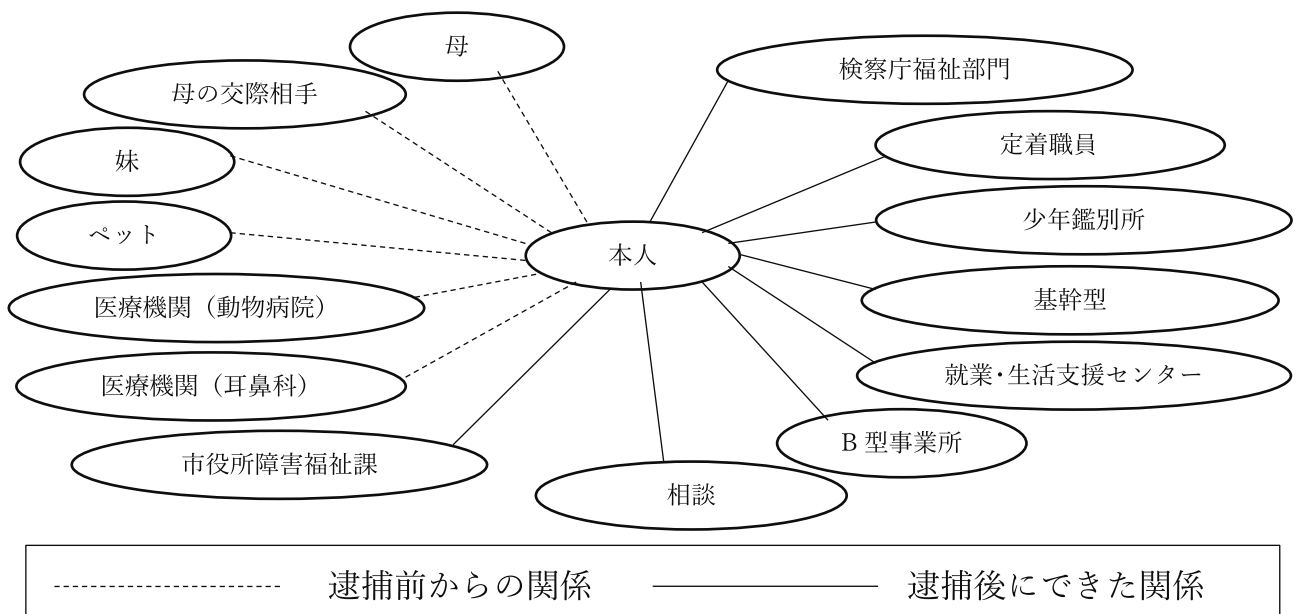 母
検察庁福祉部門
母の交際相手
定着職員
妹
少年鑑別所
ペット
本人
医療機関（動物病院）
基幹型
医療機関（耳鼻科）
就業・生活支援センター
市役所障害福祉課
B型事業所
相談
逮捕前からの関係
逮捕後にできた関係